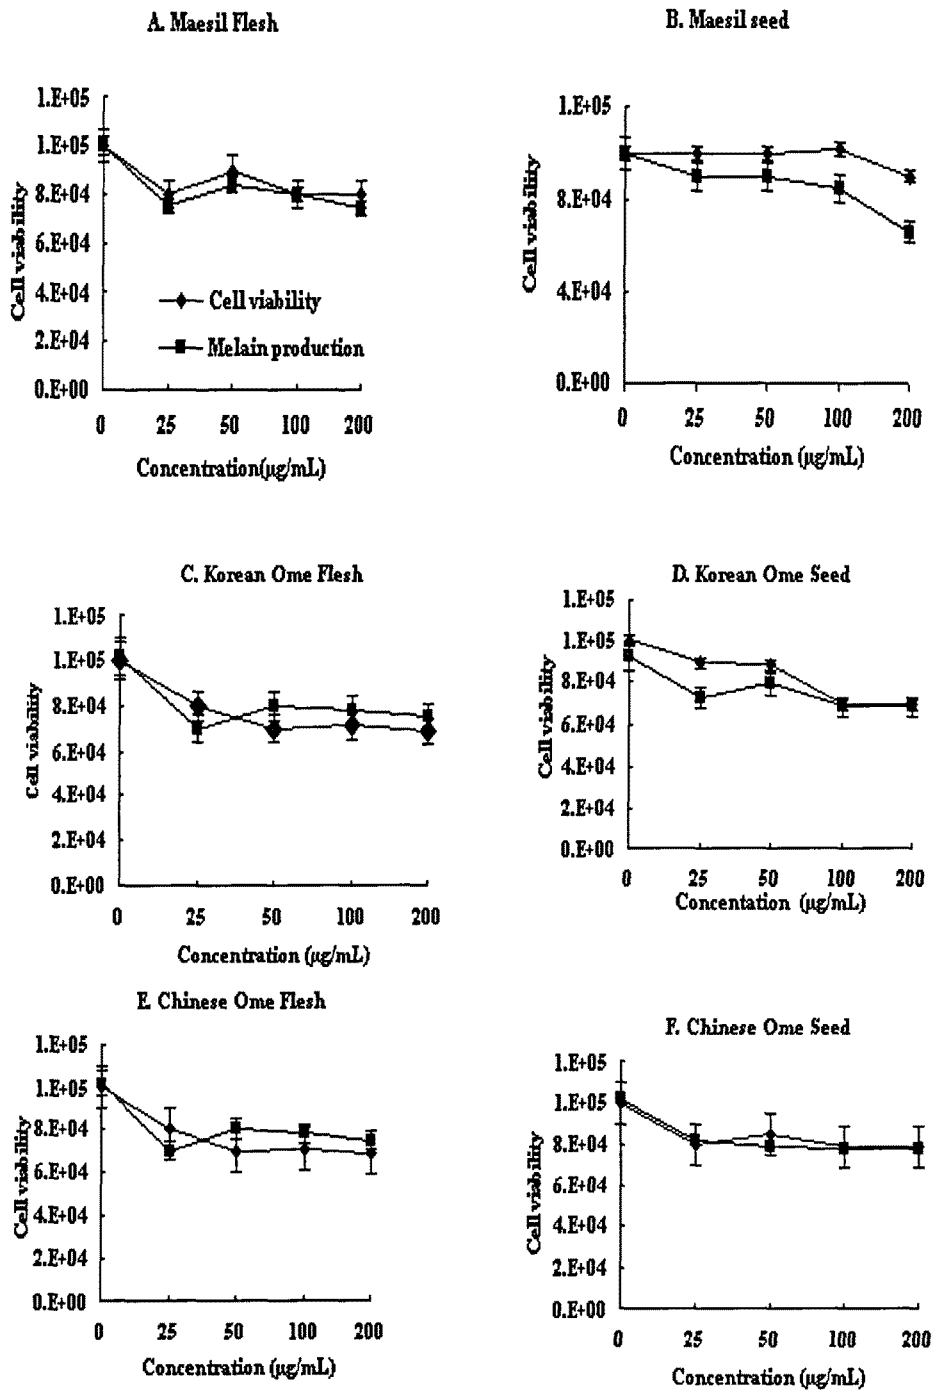 A. Maesil Flesh
1.E+05
1.E+05
8.E+04
6.E+04
4.E+04
2.E+04
0.E+00
Cell viability
Cell viability
Melain production
0 25 50 100 200
Concentration(µg/mL)
B. Maesil seed
1.E+05
8.E+04
4.E+04
0.E+00
Cell viability
0 25 50 100 200
Concentration (µg/mL)
C. Korean Ome Flesh
1.E+05
1.E+05
8.E+04
6.E+04
4.E+04
2.E+04
0.E+00
Cell viability
0 25 50 100 200
Concentration (µg/mL)
D. Korean Ome Seed
1.E+05
1.E+05
8.E+04
6.E+04
4.E+04
2.E+04
0.E+00
Cell viability
0 25 50 100 200
Concentation (µg/mL)
E. Chinese Ome Flesh
1.E+05
1.E+05
8.E+04
6.E+04
4.E+04
2.E+04
0.E+00
Cell viability
0 25 50 100 200
Concentration (µg/mL)
F. Chinese Ome Seed
1.E+05
1.E+05
8.E+04
6.E+04
4.E+04
2.E+04
0.E+00
Cell viability
0 25 50 100 200
Concentration (µg/mL)